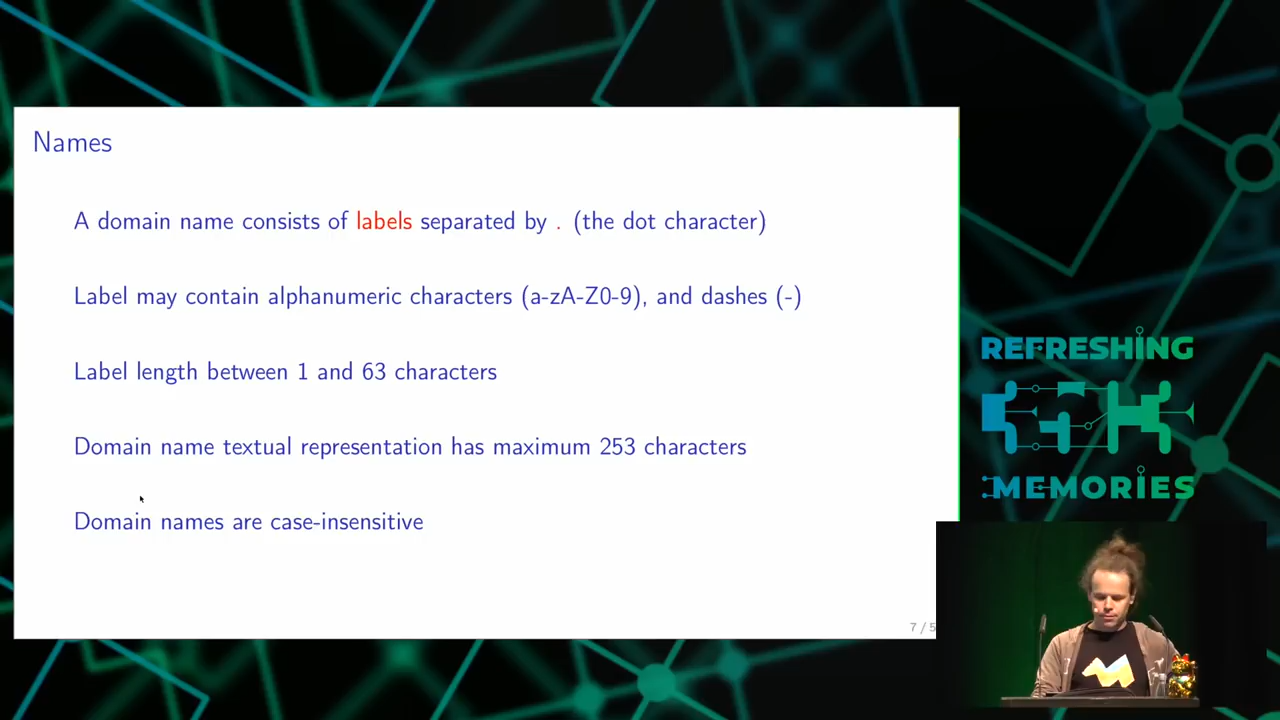 Names
A domain name consists of labels separated by . (the dot character)
Label may contain alphanumeric characters (a-zA-Z0-9), and dashes (-)
Label length between 1 and 63 characters
Domain name textual representation has maximum 253 characters
Domain names are case-insensitive
7 / 5
REFRESHING
MEMORIES